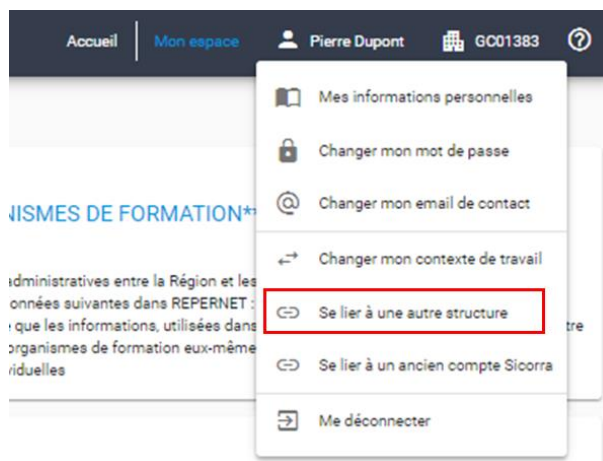 Accueil Mon espace Pierre Dupont GC01383
Mes informations personnelles
Changer mon mot de passe
Changer mon email de contact
Changer mon contexte de travail
Se lier à une autre structure
Se lier à un ancien compte Sicorra
Me déconnecter
NISMES DE FORMATION**
administratives entre la Région et les
onnées suivantes dans REPERNET :
que les informations, utilisées dans tre
organismes de formation eux-même
viduelles